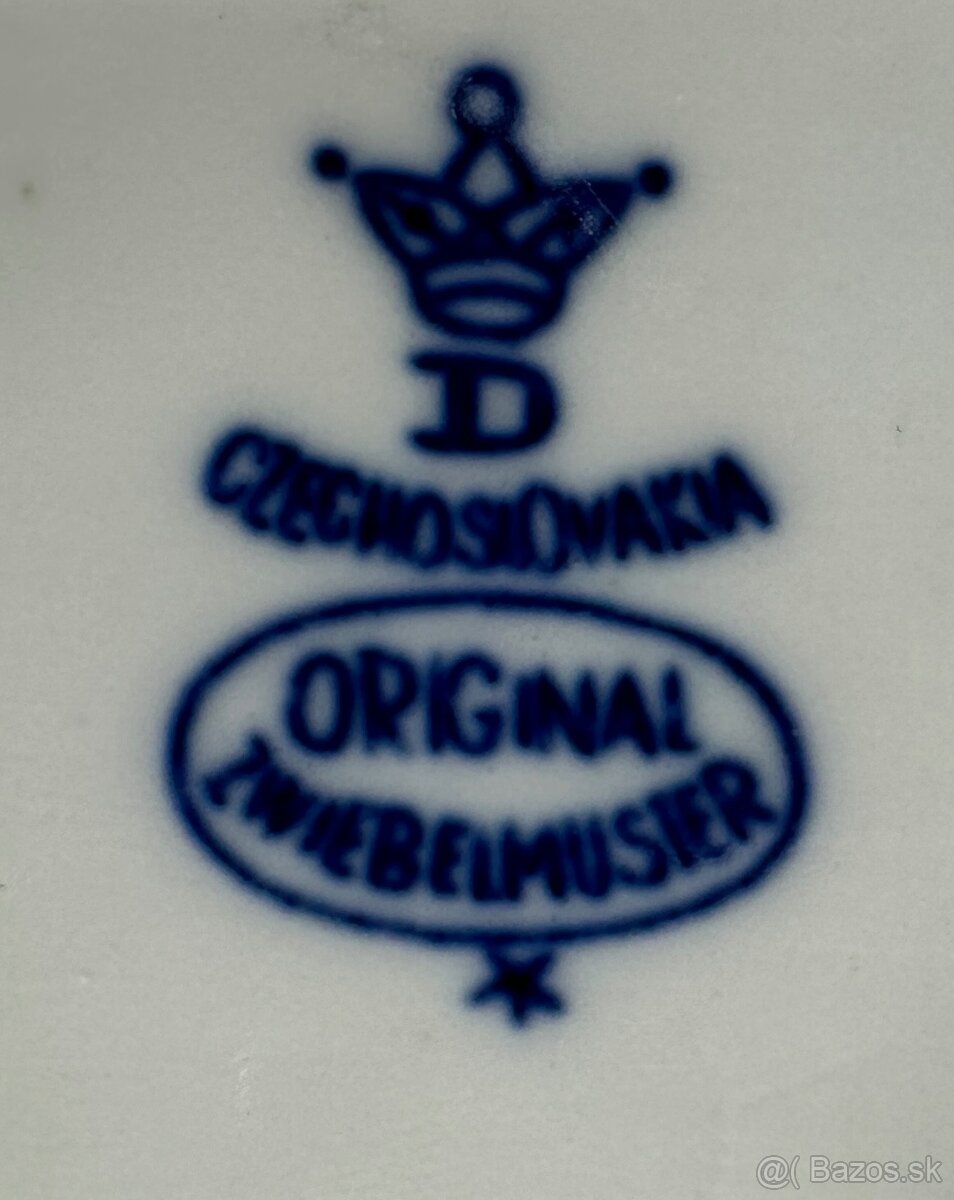 D
CZECHOSLOVAKIA
ORIGINAL
ZWIEBELMUSTER
@( Bazos.sk